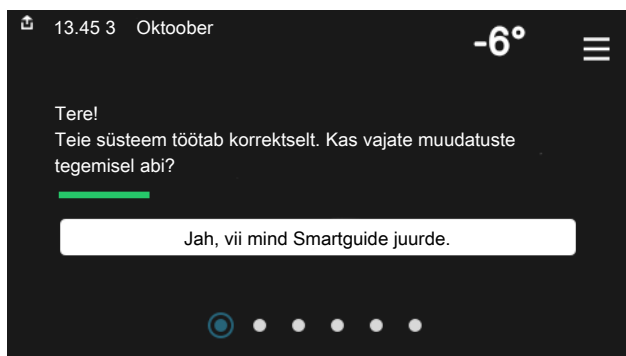 13.45 3 Oktoober
-6°
Tere!
Teie süsteem töötab korrektselt. Kas vajate muudatuste
tegemisel abi?
Jah, vii mind Smartguide juurde.